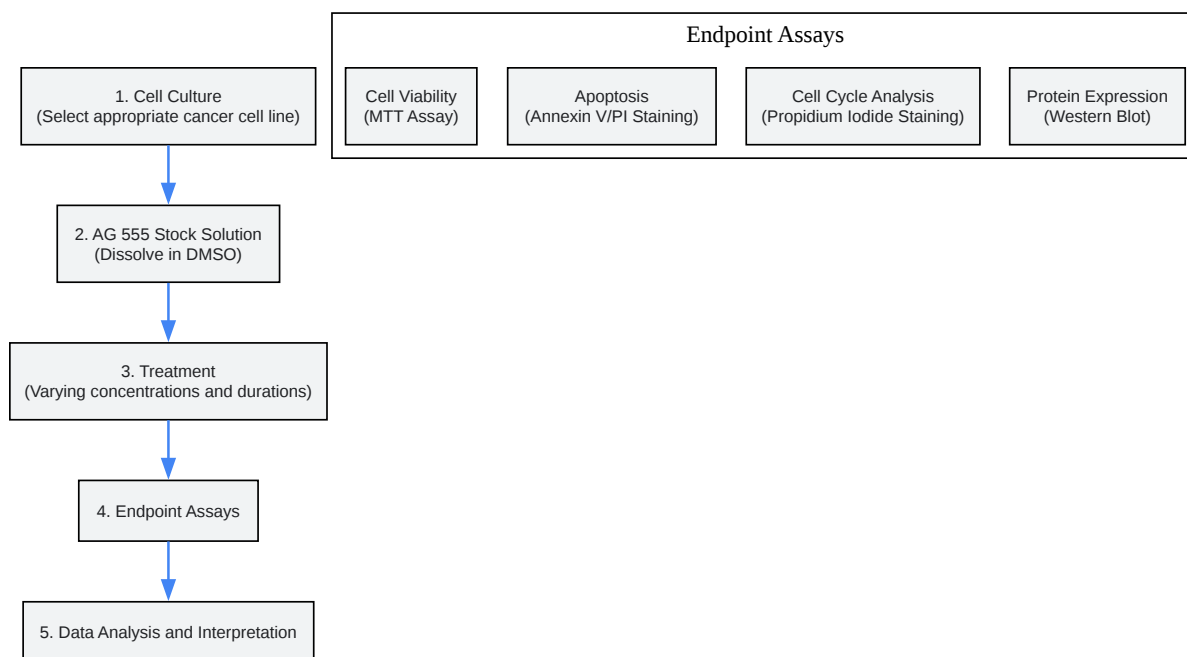 Endpoint Assays
1. Cell Culture
(Select appropriate cancer cell line)
Cell Viability
(MTT Assay)
Apoptosis
(Annexin V/PI Staining)
Cell Cycle Analysis
(Propidium Iodide Staining)
Protein Expression
(Western Blot)
2. AG 555 Stock Solution
(Dissolve in DMSO)
3. Treatment
(Varying concentrations and durations)
4. Endpoint Assays
5. Data Analysis and Interpretation